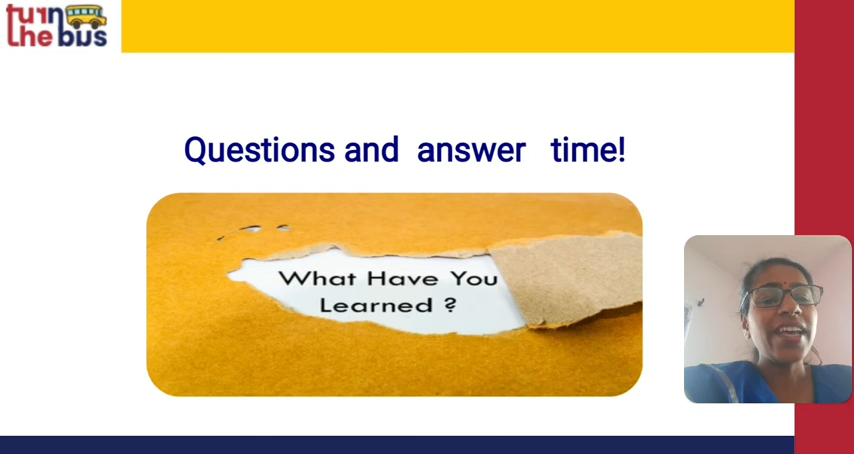 turn
the bus
Questions and answer time!
What Have You
Learned ?